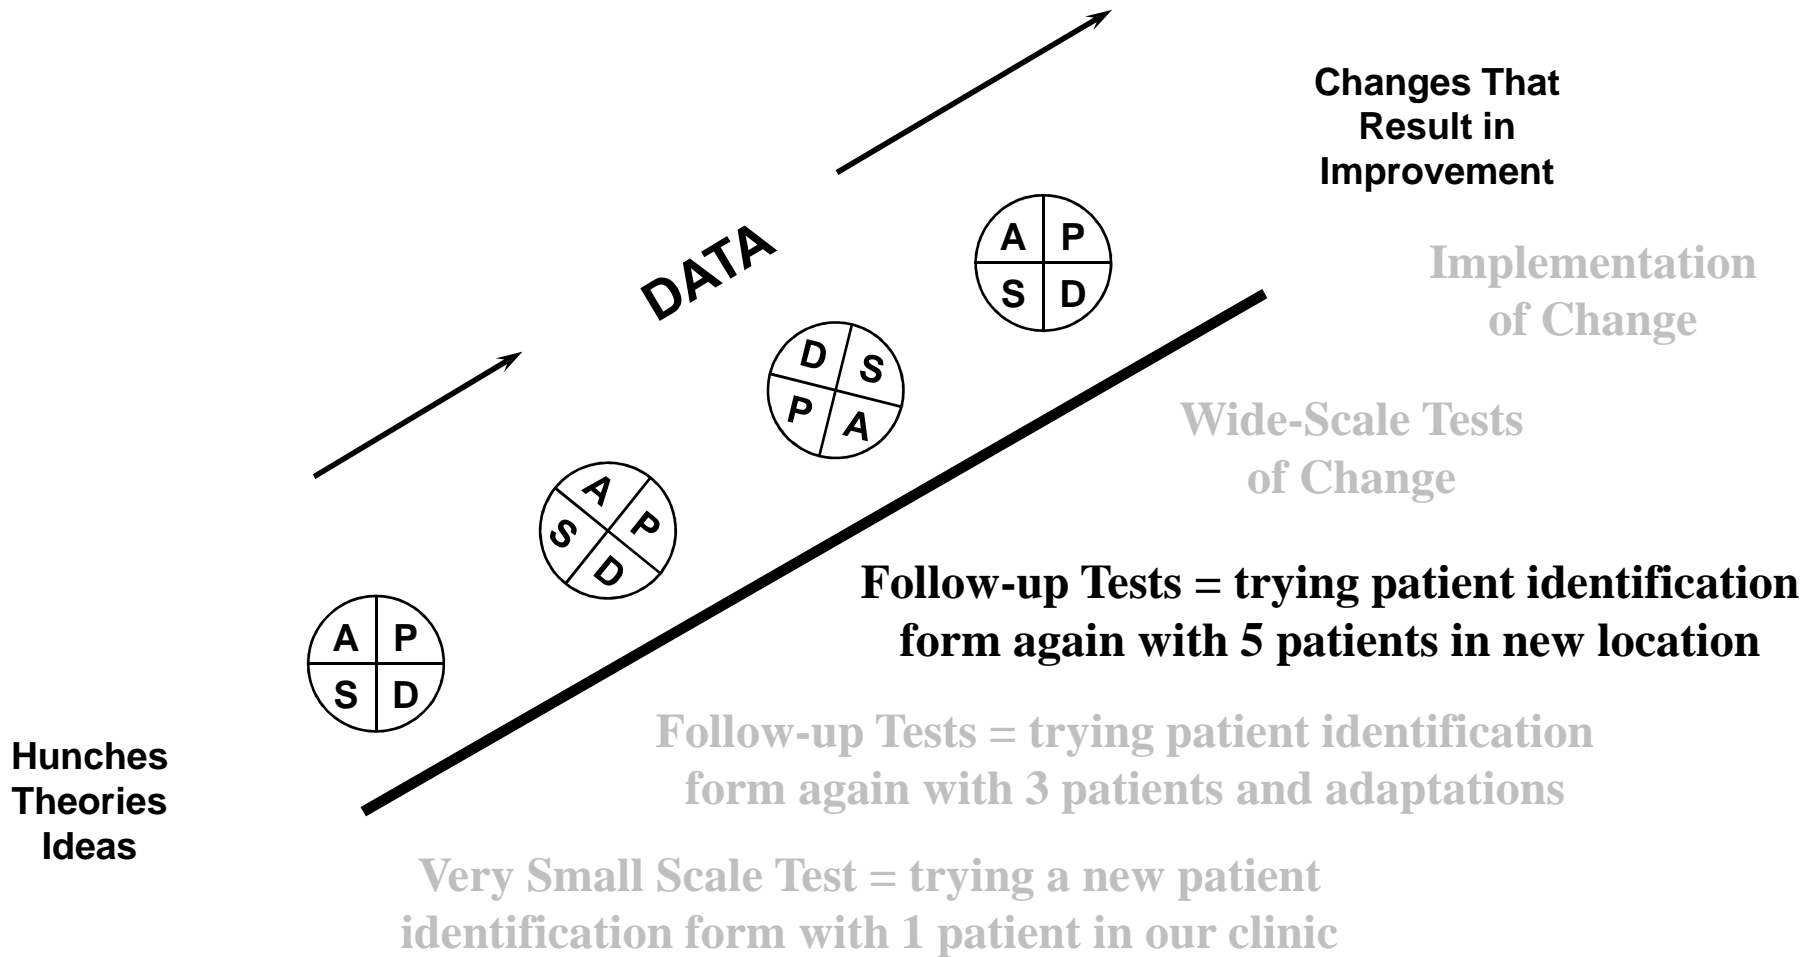 Changes That
Result in
Improvement
DATA
A P
S D
Implementation
of Change
D S
P A
Wide-Scale Tests
of Change
A
S P
D
Follow-up Tests = trying patient identification
form again with 5 patients in new location
A P
S D
Follow-up Tests = trying patient identification
form again with 3 patients and adaptations
Hunches
Theories
Ideas
Very Small Scale Test = trying a new patient
identification form with 1 patient in our clinic